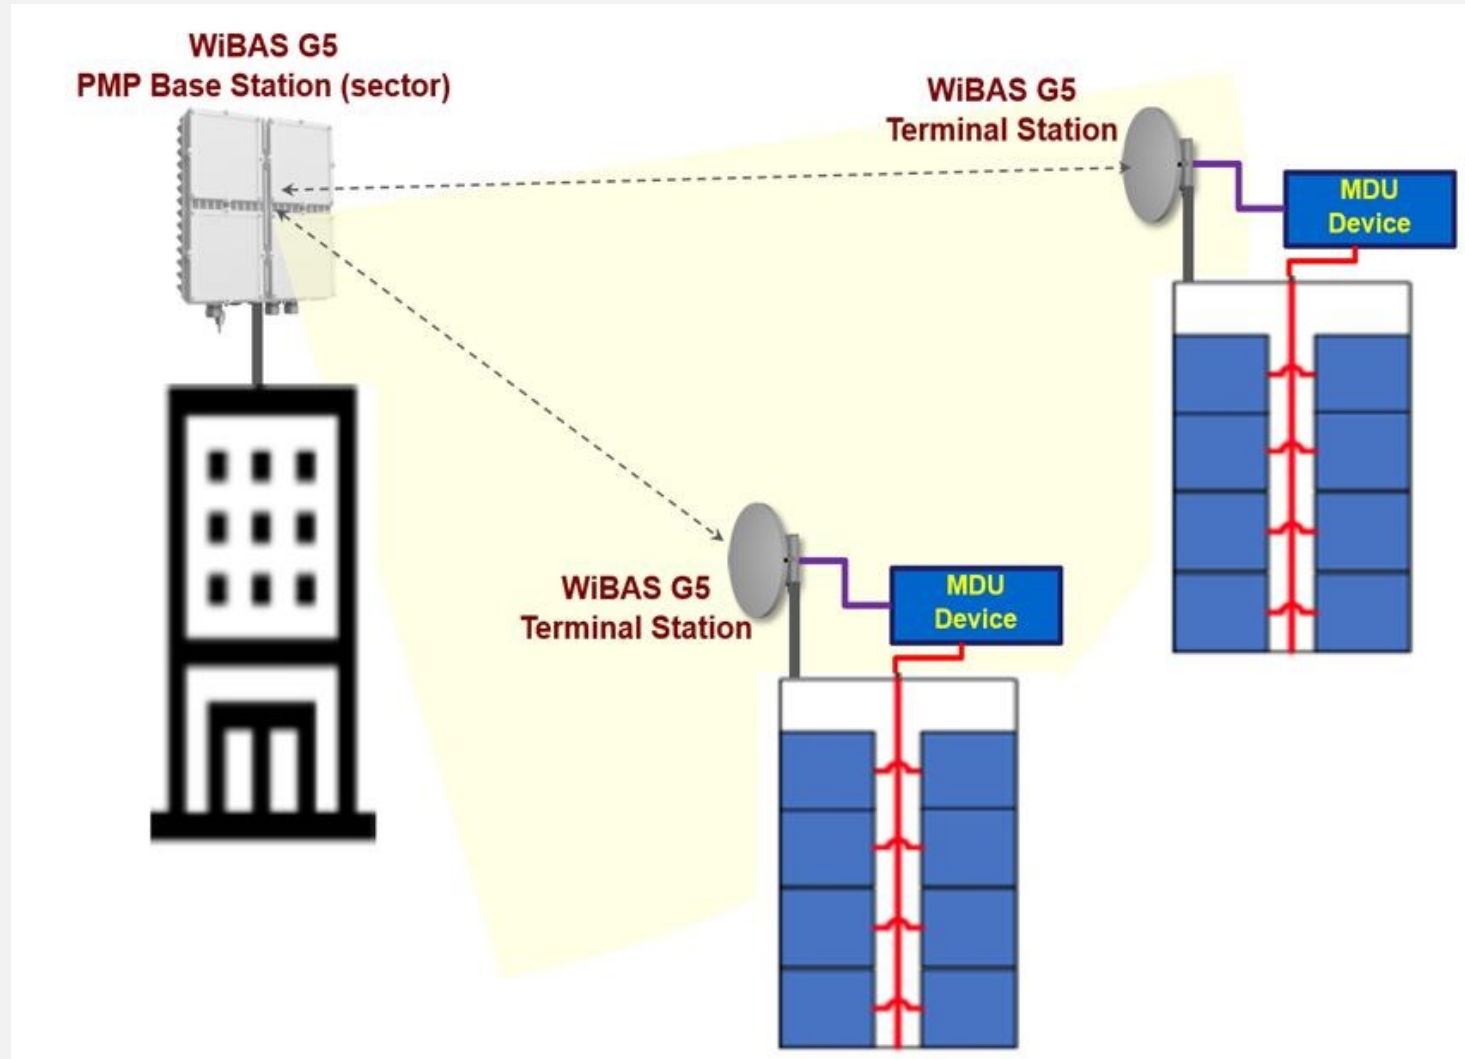 WiBAS G5
PMP Base Station (sector)
WiBAS G5
Terminal Station
MDU
Device
WiBAS G5
Terminal Station
MDU
Device